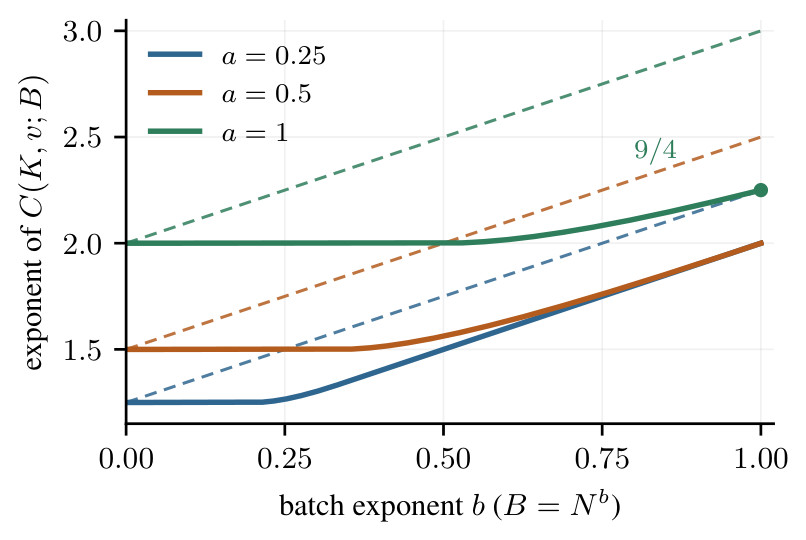 3.0
2.5
2.0
1.5
exponent of C(K, v; B)
a = 0.25
a = 0.5
a = 1
9/4
0.00 0.25 0.50 0.75 1.00
batch exponent b (B = N^b)